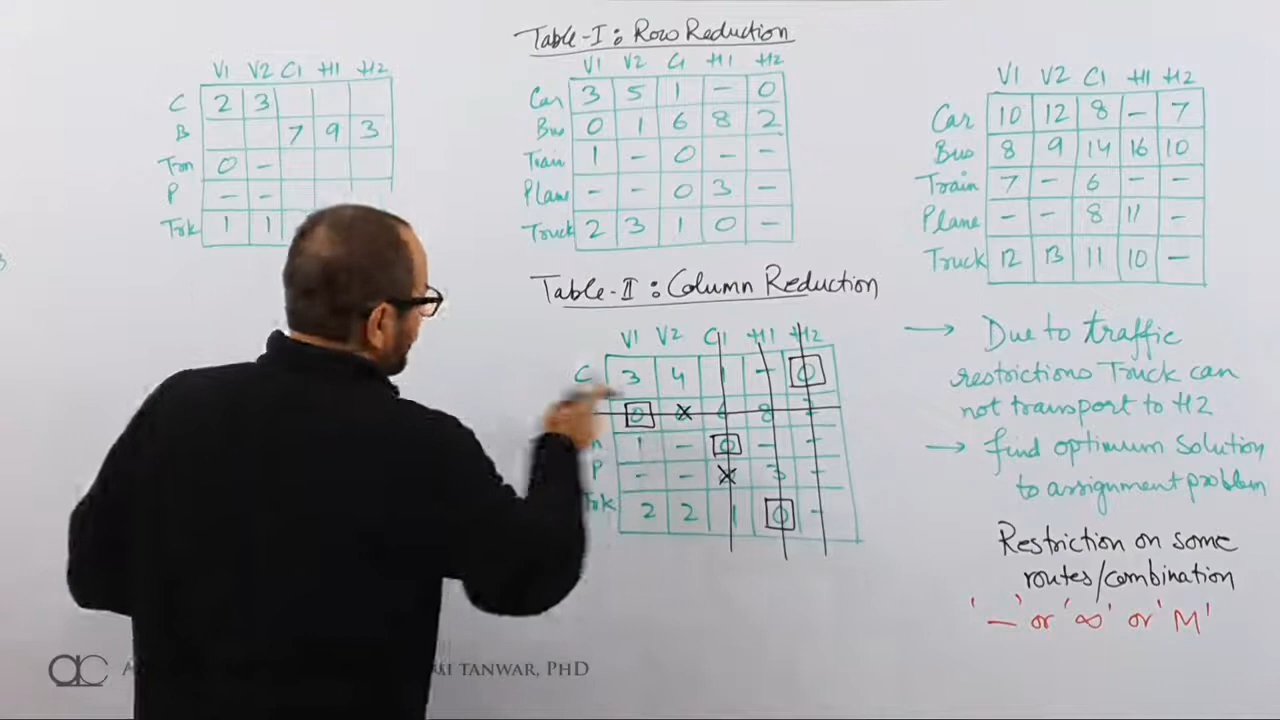 V1 V2 C1 H1 H2
C 2 3
B 7 9 3
Trn 0 -
P - -
Trk 1 1
Table-I : Row Reduction
V1 V2 C1 H1 H2
Car 3 5 1 - 0
Bus 0 1 6 8 2
Train 1 - 0 - -
Plane - - 0 3 -
Truck 2 3 1 0 -
Table-II : Column Reduction
V1 V2 C1 H1 H2
C 3 4 1 - 0
0 8
1 - 0 - -
P - - 3 -
Trk 2 2 1 0 -
V1 V2 C1 H1 H2
Car 10 12 8 - 7
Bus 8 9 14 16 10
Train 7 - 6 - -
Plane - - 8 11 -
Truck 12 13 11 10 -
→ Due to traffic
restrictions Truck can
not transport to H2
→ find optimum solution
to assignment problem
Restriction on some
routes/combination
'-' or '∞' or 'M'
TANWAR, PhD